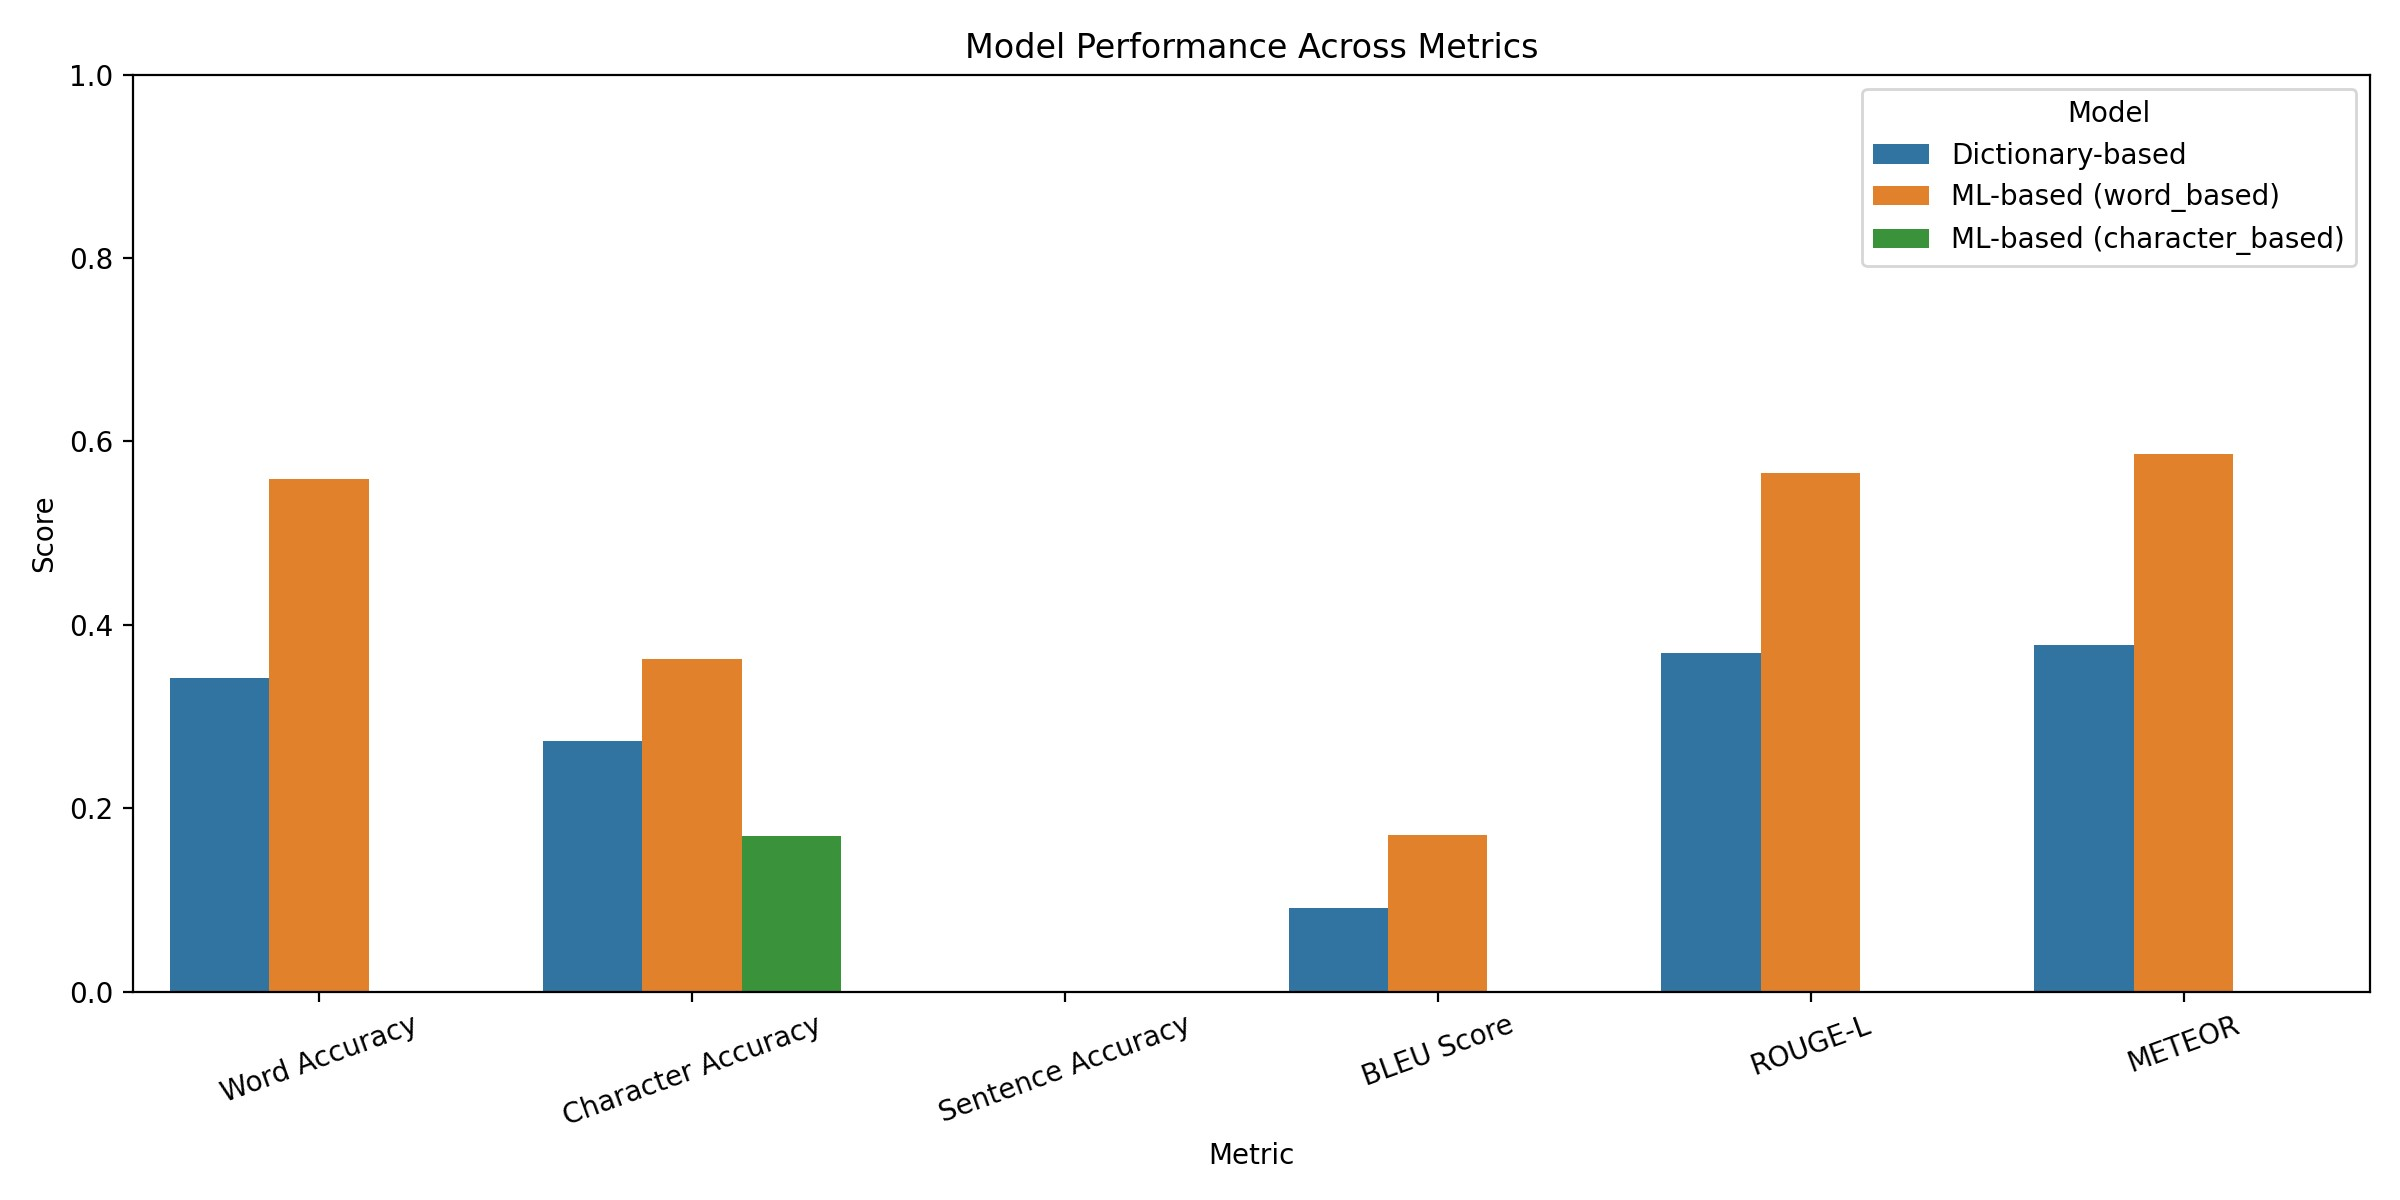 Model Performance Across Metrics
1.0
0.8
0.6
0.4
0.2
0.0
Score
Model
Dictionary-based
ML-based (word_based)
ML-based (character_based)
Word Accuracy
Character Accuracy
Sentence Accuracy
BLEU Score
ROUGE-L
METEOR
Metric